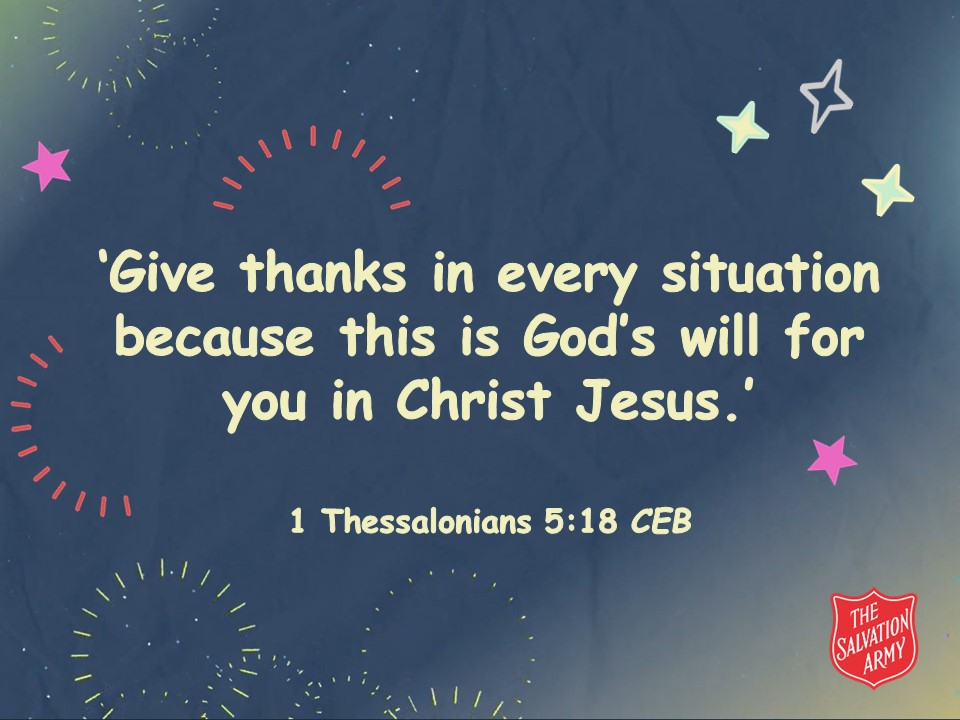 ‘Give thanks in every situation
because this is God’s will for
you in Christ Jesus.’
1 Thessalonians 5:18 CEB
THE
SALVATION
ARMY